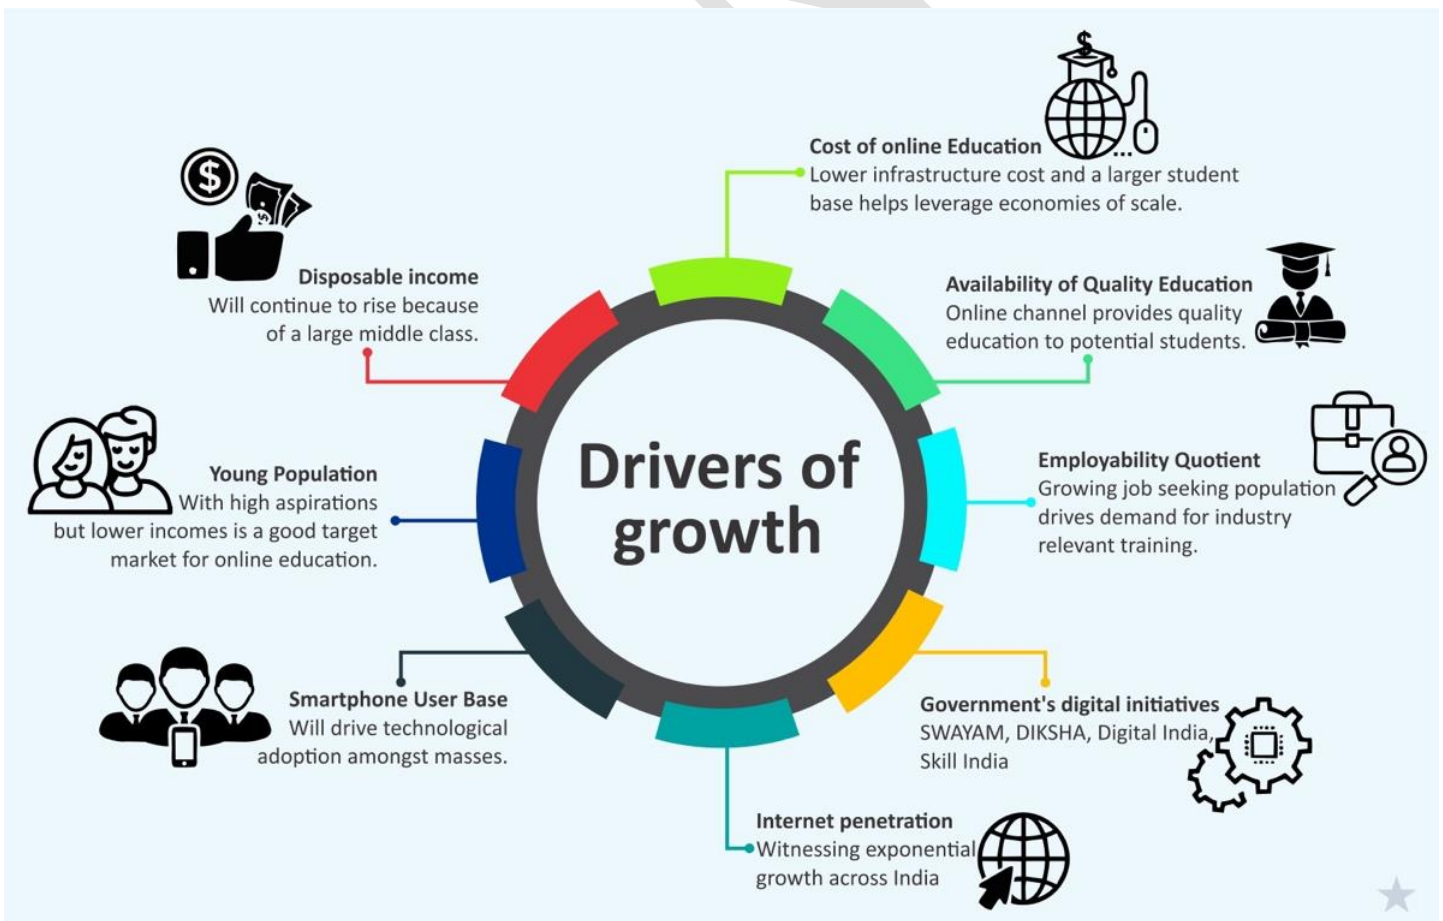 Cost of online Education
Lower infrastructure cost and a larger student
base helps leverage economies of scale.
Disposable income
Will continue to rise because
of a large middle class.
Availability of Quality Education
Online channel provides quality
education to potential students.
Drivers of
growth
Young Population
With high aspirations
but lower incomes is a good target
market for online education.
Employability Quotient
Growing job seeking population
drives demand for industry
relevant training.
Smartphone User Base
Will drive technological
adoption amongst masses.
Government's digital initiatives
SWAYAM, DIKSHA, Digital India,
Skill India
Internet penetration
Witnessing exponential
growth across India